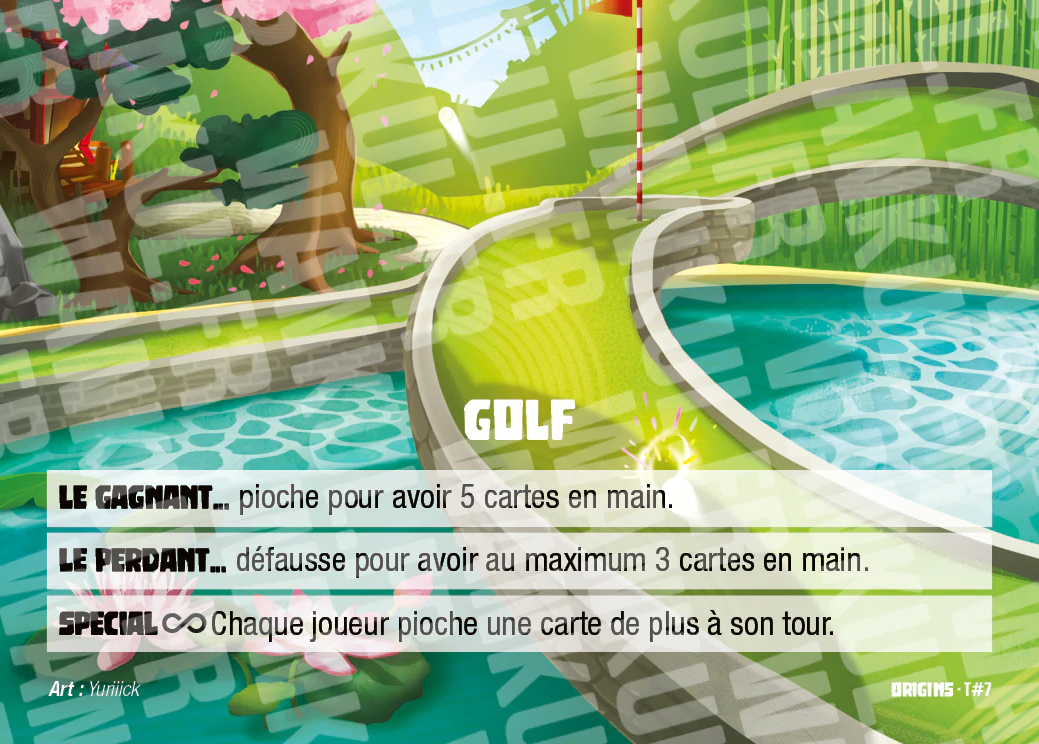 GOLF
LE GAGNANT... pioche pour avoir 5 cartes en main.
LE PERDANT... défausse pour avoir au maximum 3 cartes en main.
SPECIAL ∞ Chaque joueur pioche une carte de plus à son tour.
Art : Yuriiick
ORIGINS · T#7